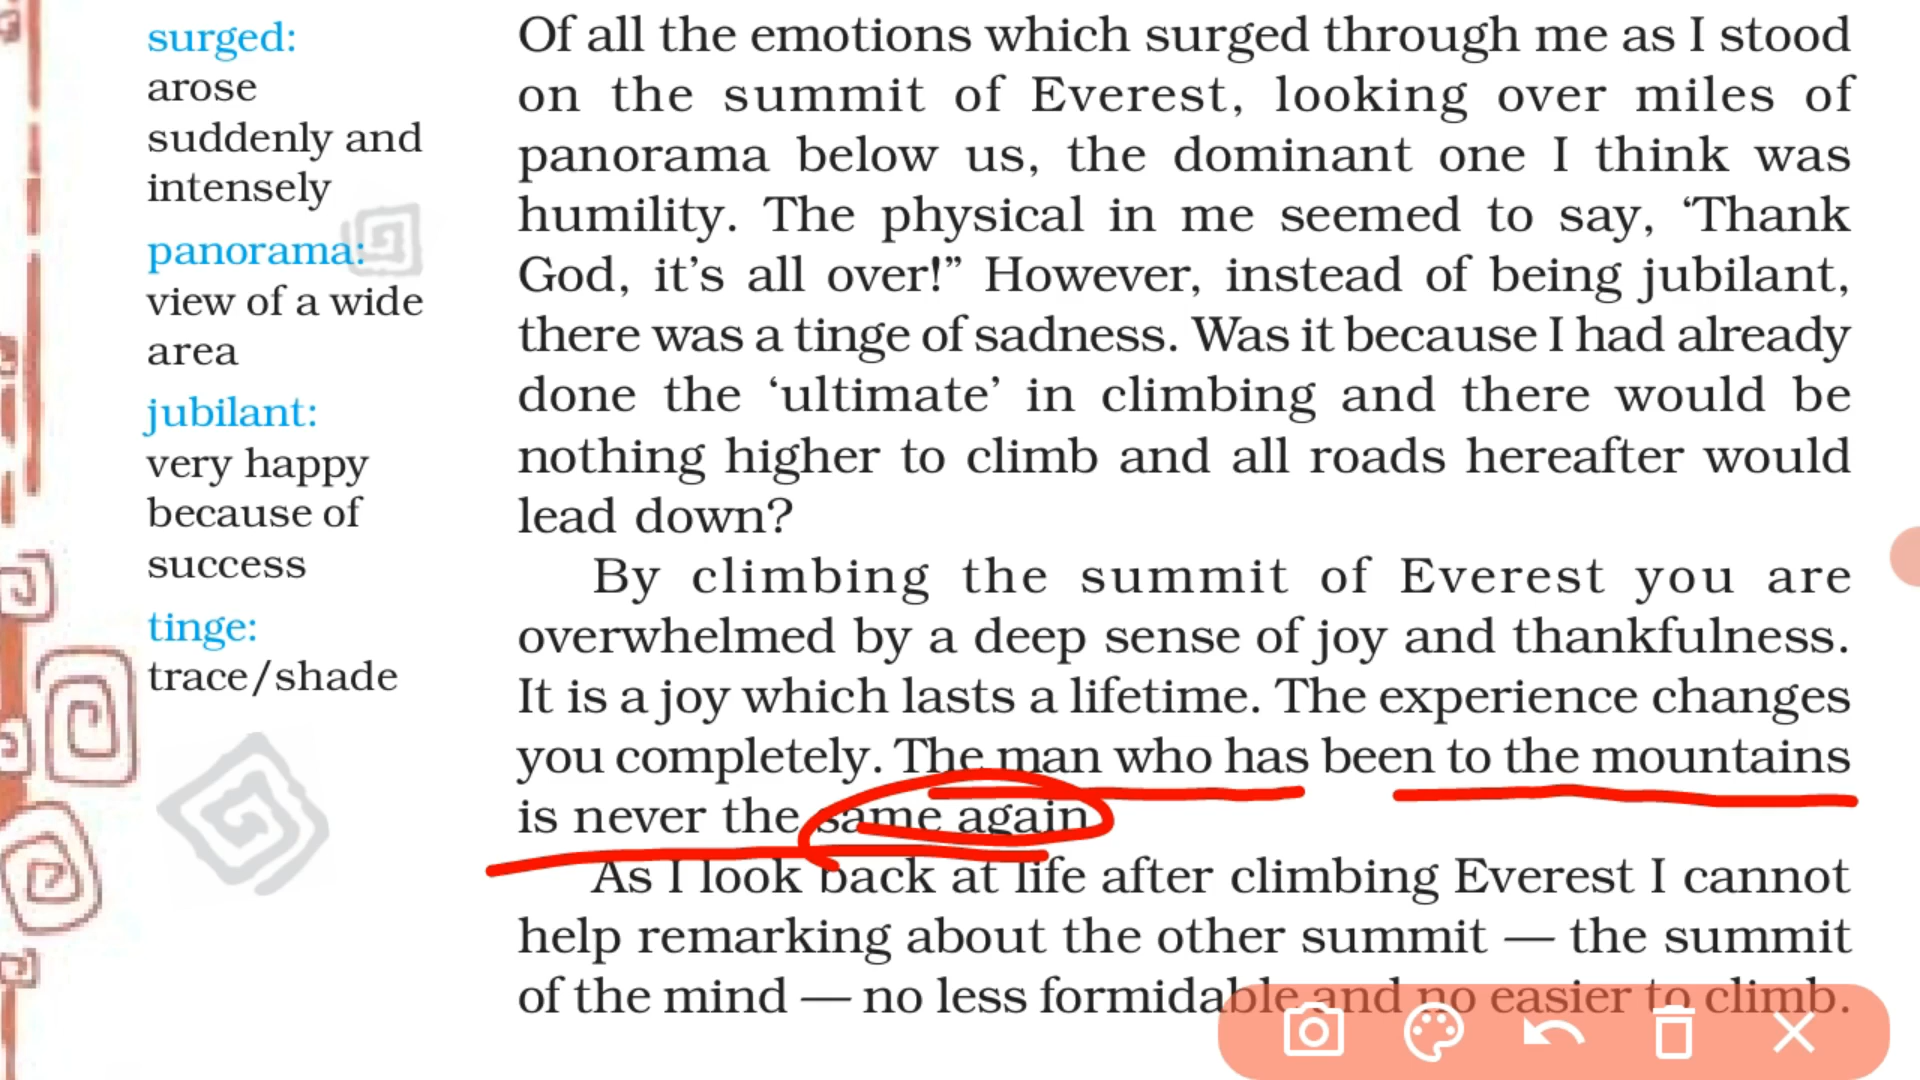 surged:
arose
suddenly and
intensely
panorama:
view of a wide
area
jubilant:
very happy
because of
success
tinge:
trace/shade
Of all the emotions which surged through me as I stood
on the summit of Everest, looking over miles of
panorama below us, the dominant one I think was
humility. The physical in me seemed to say, ‘Thank
God, it’s all over!” However, instead of being jubilant,
there was a tinge of sadness. Was it because I had already
done the ‘ultimate’ in climbing and there would be
nothing higher to climb and all roads hereafter would
lead down?
By climbing the summit of Everest you are
overwhelmed by a deep sense of joy and thankfulness.
It is a joy which lasts a lifetime. The experience changes
you completely. The man who has been to the mountains
is never the same again.
As I look back at life after climbing Everest I cannot
help remarking about the other summit — the summit
of the mind — no less formidable and no easier to climb.